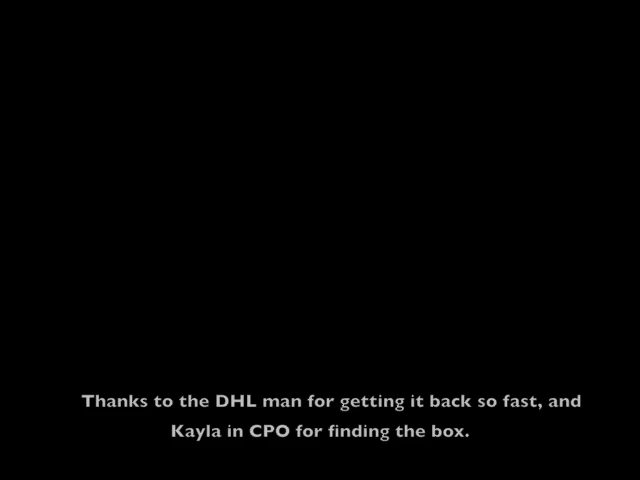 Thanks to the DHL man for getting it back so fast, and
Kayla in CPO for finding the box.